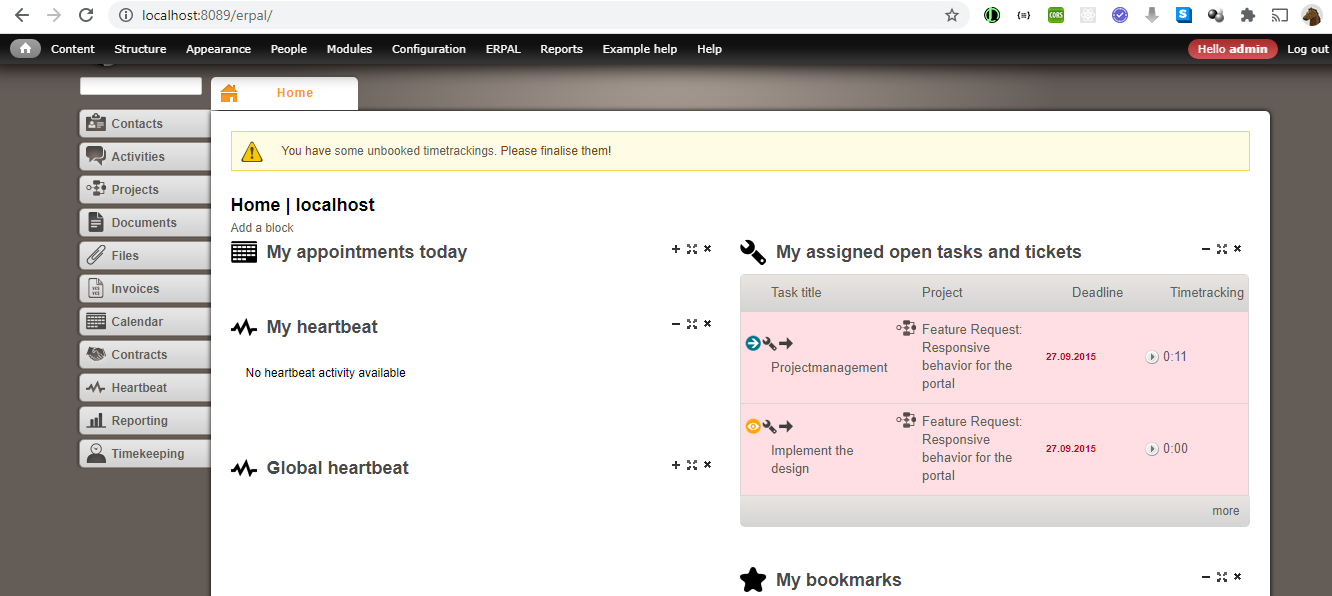 localhost:8089/erpal/
CORS
S
Content Structure Appearance People Modules Configuration ERPAL Reports Example help Help Hello admin Log out
Home
Contacts
Activities
Projects
Documents
Files
Invoices
Calendar
Contracts
Heartbeat
Reporting
Timekeeping
You have some unbooked timetrackings. Please finalise them!
Home | localhost
Add a block
My appointments today
My heartbeat
No heartbeat activity available
Global heartbeat
My assigned open tasks and tickets
Task title Project Deadline Timetracking
Projectmanagement
Feature Request:
Responsive
behavior for the
portal
27.09.2015
0:11
Implement the
design
Feature Request:
Responsive
behavior for the
portal
27.09.2015
0:00
more
My bookmarks